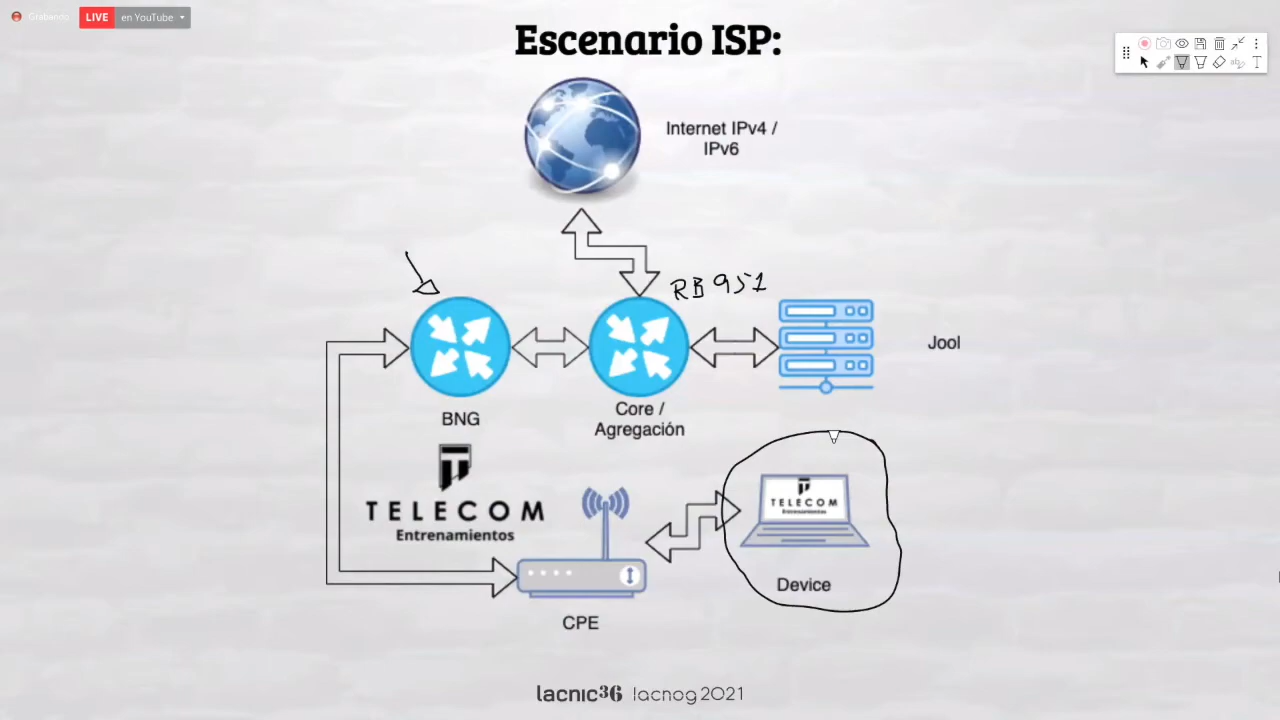 Grabando
LIVE en YouTube
Escenario ISP:
Internet IPv4 /
IPv6
RB 951
Jool
BNG
Core /
Agregación
TELECOM
Entrenamientos
TELECOM
Entrenamientos
Device
CPE
lacnic36 lacnog 2021